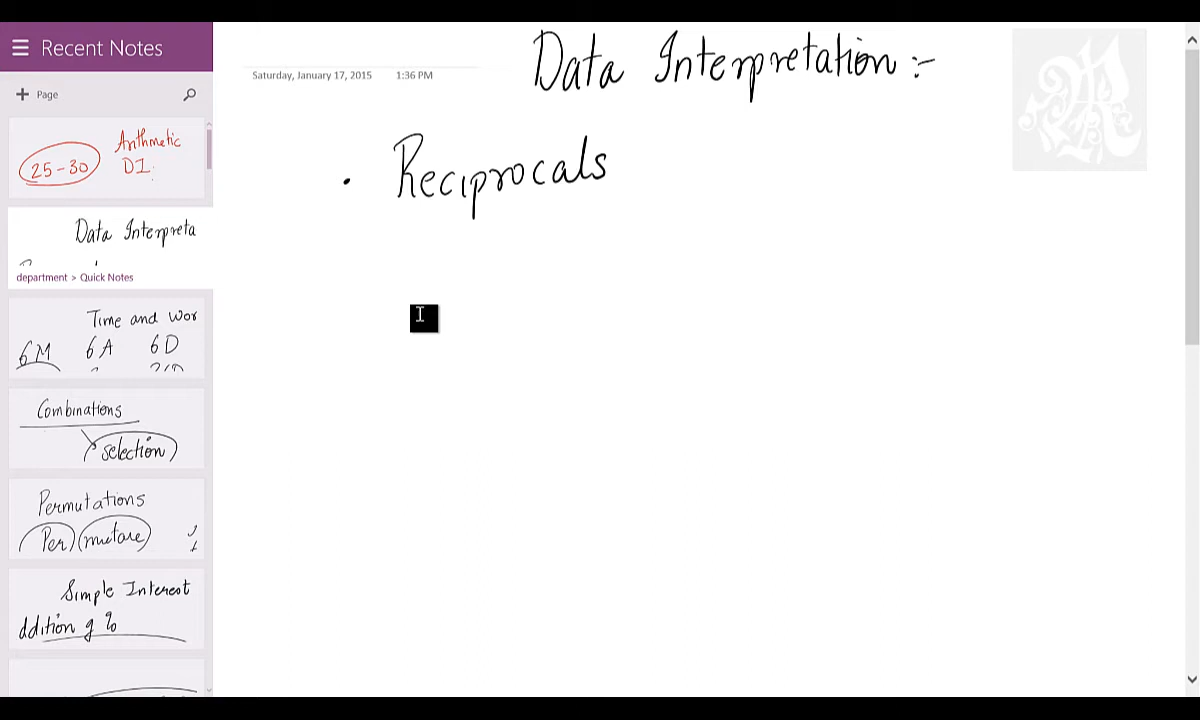 Recent Notes
Page
Arithmetic
25-30 DI.
Data Interpreta
department > Quick Notes
Time and Wor
6M 6A 6D
Combinations
selection
Permutations
Per mutare
Simple Interest
ddition of %
Saturday, January 17, 2015 1:36 PM
Data Interpretation :-
• Reciprocals